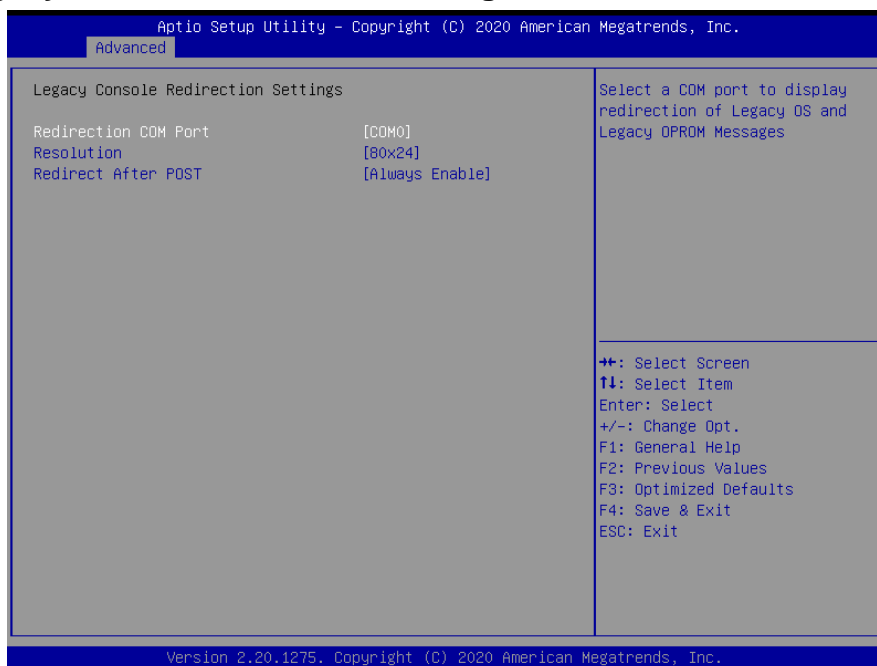 Aptio Setup Utility – Copyright (C) 2020 American Megatrends, Inc.
Advanced
Legacy Console Redirection Settings
Redirection COM Port [COM0]
Resolution [80x24]
Redirect After POST [Always Enable]
Select a COM port to display
redirection of Legacy OS and
Legacy OPROM Messages
→←: Select Screen
↑↓: Select Item
Enter: Select
+/-: Change Opt.
F1: General Help
F2: Previous Values
F3: Optimized Defaults
F4: Save & Exit
ESC: Exit
Version 2.20.1275. Copyright (C) 2020 American Megatrends, Inc.